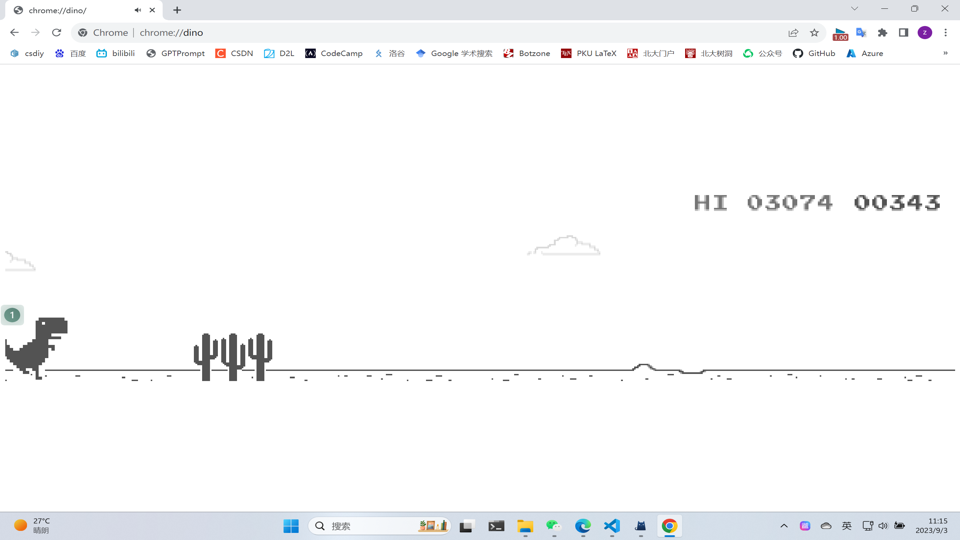 chrome://dino/
Chrome | chrome://dino
1.00
z
csdiy 百度 bilibili GPTPrompt CSDN D2L CodeCamp 洛谷 Google 学术搜索 Botzone PKU LaTeX 北大门户 北大树洞 公众号 GitHub Azure »
HI 03074 00343
1
27°C
晴朗
搜索
英
11:15
2023/9/3